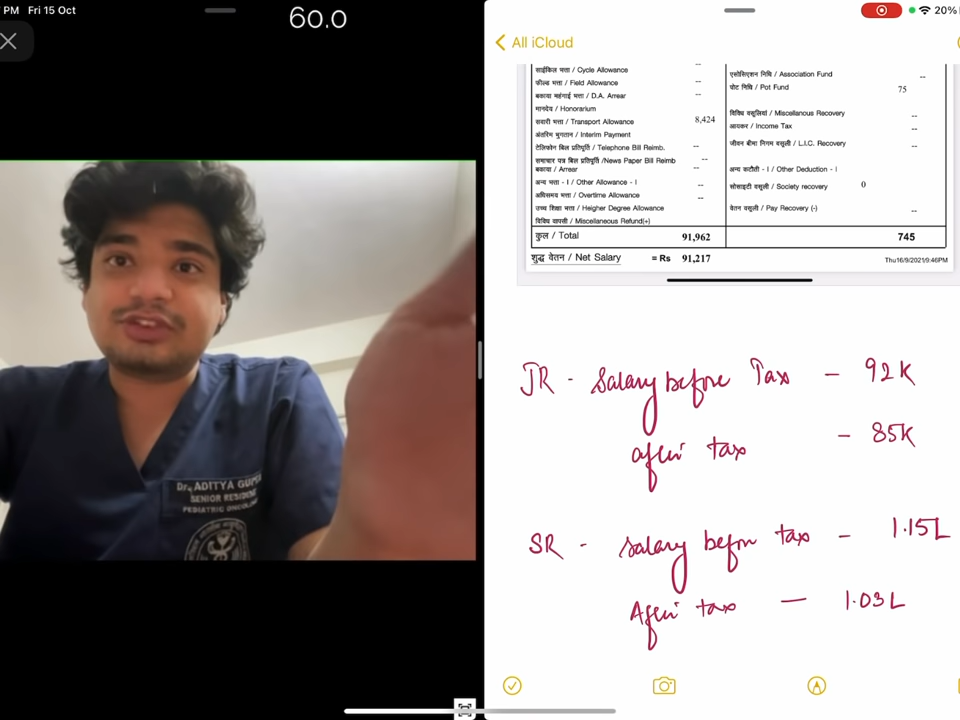 PM Fri 15 Oct
60.0
20%
All iCloud
साईकिल भत्ता / Cycle Allowance --
फील्ड भत्ता / Field Allowance --
बकाया महंगाई भत्ता / D.A. Arrear --
मानदेय / Honorarium
सवारी भत्ता / Transport Allowance 8,424
अंतरिम भुगतान / Interim Payment
टेलिफोन बिल प्रतिपूर्ति / Telephone Bill Reimb. --
समाचार पत्र बिल प्रतिपूर्ति /News Paper Bill Reimb --
बकाया / Arrear --
अन्य भत्ता - I / Other Allowance - I --
अतिसमय भत्ता / Overtime Allowance --
उच्च शिक्षा भत्ता / Heigher Degree Allowance
विविध वापसी / Miscellaneous Refund(+)
एसोसिएशन निधि / Association Fund --
पोट निधि / Pot Fund 75
विविध वसूलियां / Miscellanous Recovery --
आयकर / Income Tax --
जीवन बीमा निगम वसूली / L.I.C. Recovery --
अन्य कटौती -I / Other Deduction - I
सोसाइटी वसूली / Society recovery 0
वेतन वसूली / Pay Recovery (-) --
कुल / Total 91,962 745
शुद्ध वेतन / Net Salary = Rs 91,217
Thu16/9/2021/9:46PM
JR - Salary before Tax - 92K
after tax - 85K
SR - Salary before tax - 1.15L
After tax — 1.03L
Dr. ADITYA GUPTA
SENIOR RESIDENT
PEDIATRIC ONCOLOGY